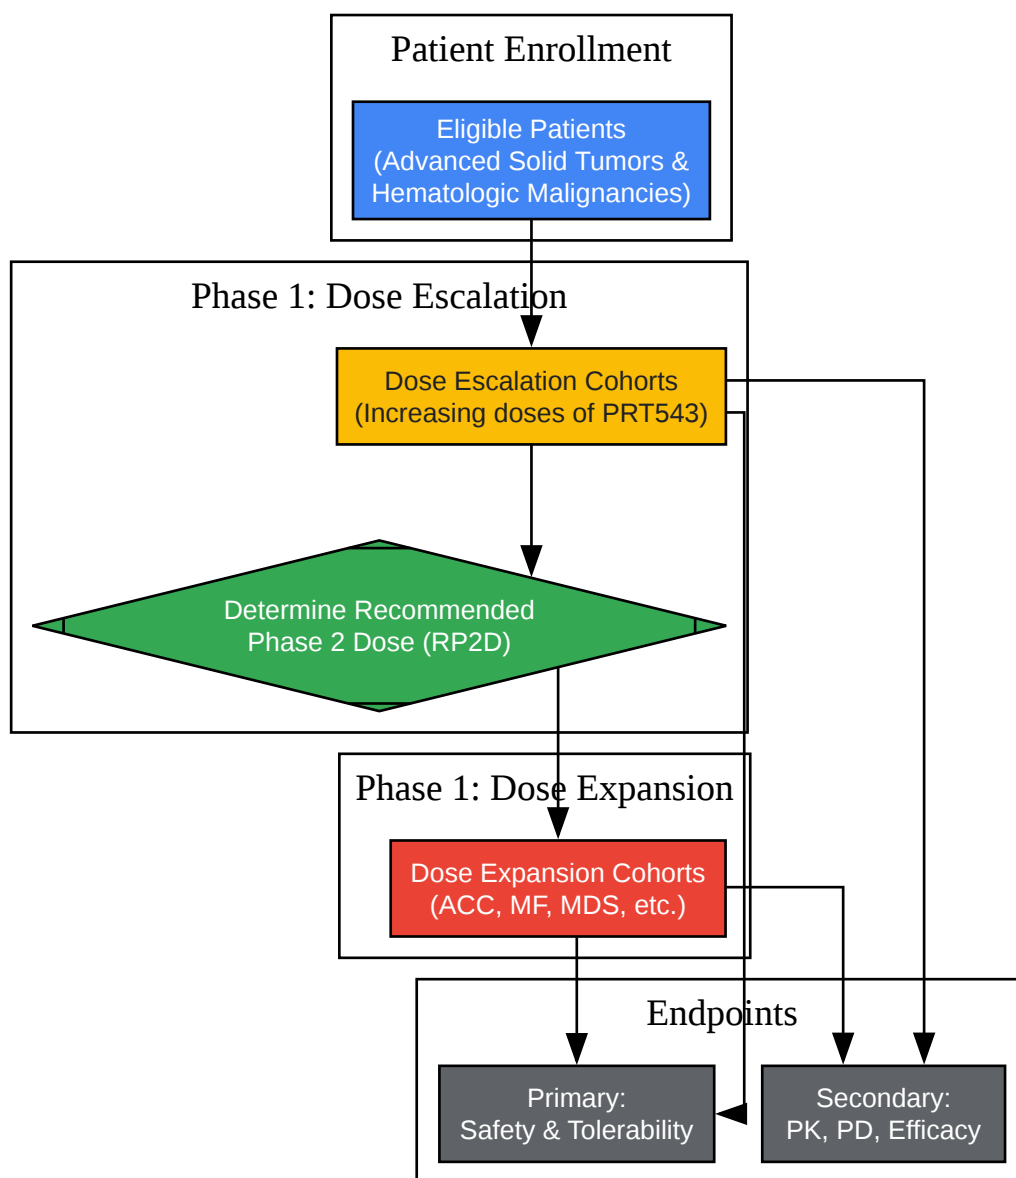 Patient Enrollment
Eligible Patients
(Advanced Solid Tumors &
Hematologic Malignancies)
Phase 1: Dose Escalation
Dose Escalation Cohorts
(Increasing doses of PRT543)
Determine Recommended
Phase 2 Dose (RP2D)
Phase 1: Dose Expansion
Dose Expansion Cohorts
(ACC, MF, MDS, etc.)
Endpoints
Primary:
Safety & Tolerability
Secondary:
PK, PD, Efficacy